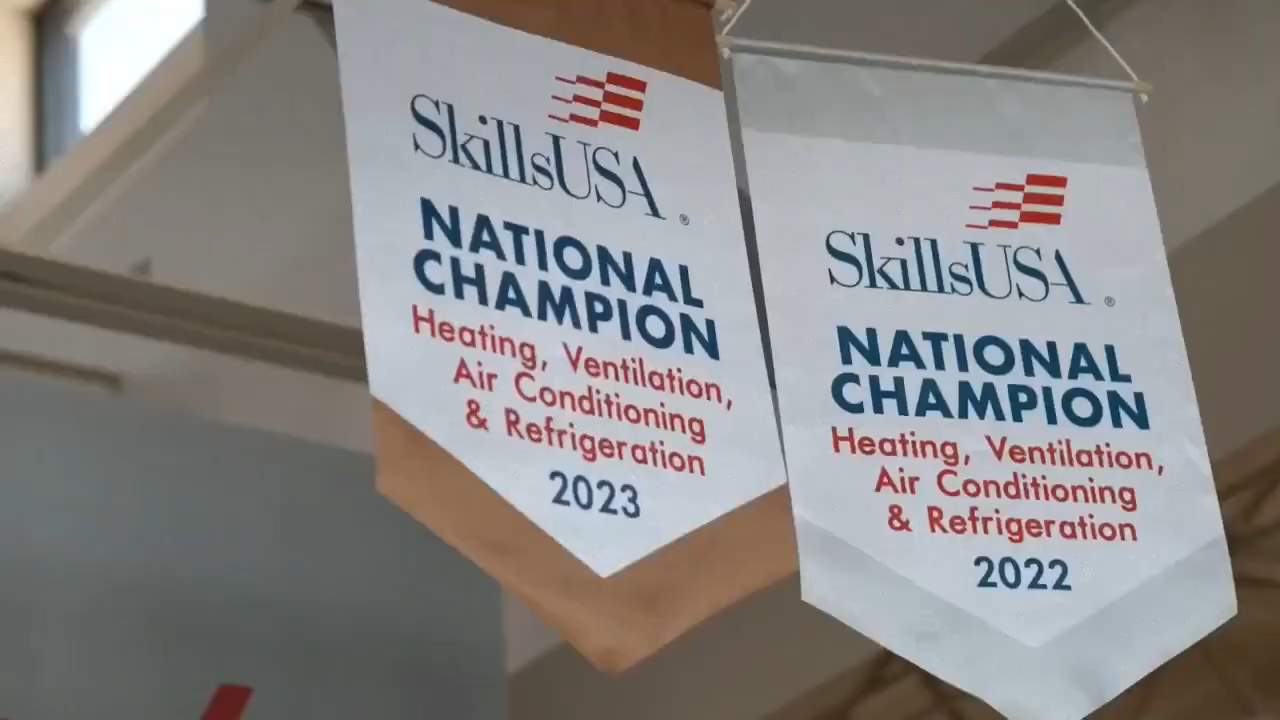 SkillsUSA®
NATIONAL
CHAMPION
Heating, Ventilation,
Air Conditioning
& Refrigeration
2023
SkillsUSA®
NATIONAL
CHAMPION
Heating, Ventilation,
Air Conditioning
& Refrigeration
2022